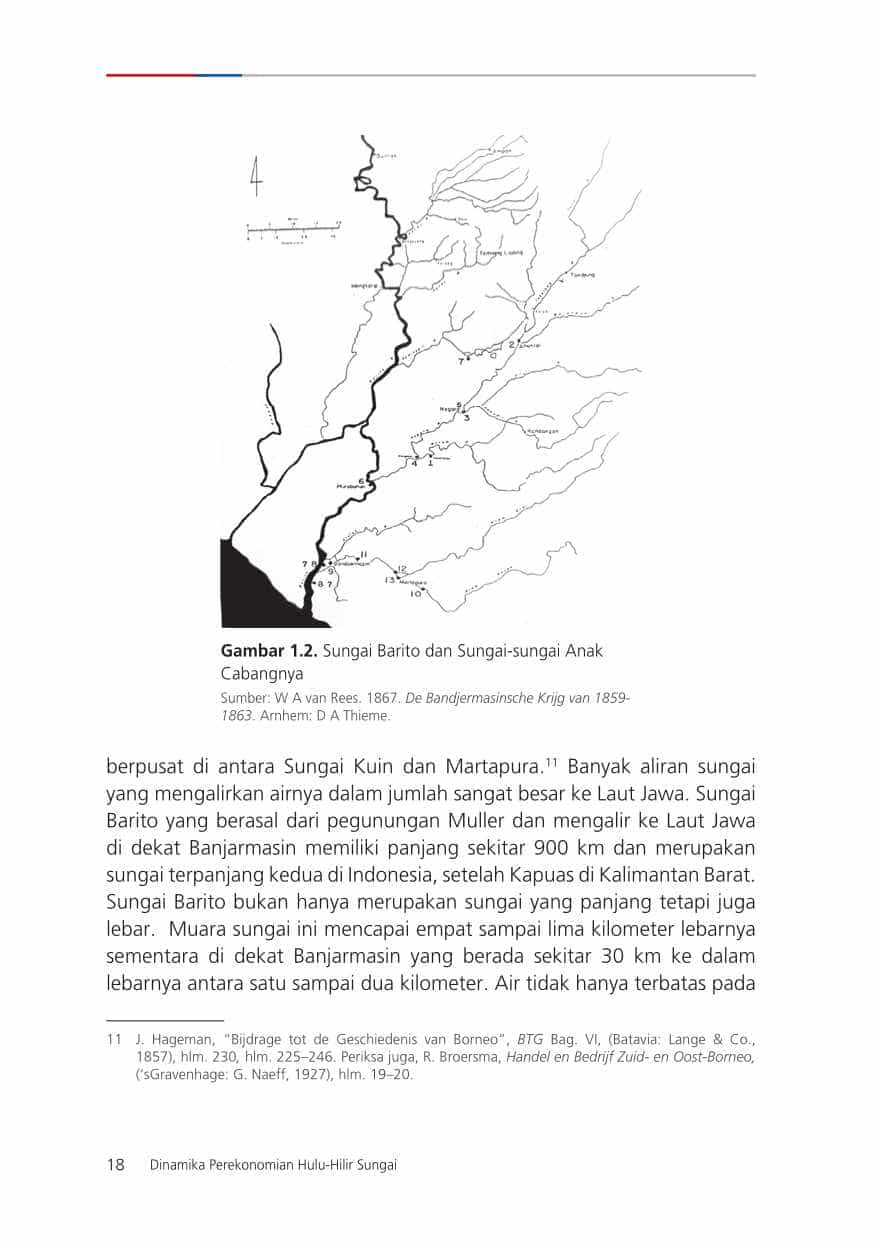 Tamiang Lajang
Mengkatip
Tandjung
2
7
Negara
5
3
Kandangan
4 1
6
11
7 8
9
12
8 7
13 Martapura
10
Gambar 1.2. Sungai Barito dan Sungai-sungai Anak
Cabangnya
Sumber: W A van Rees. 1867. De Bandjermasinsche Krijg van 1859-
1863. Arnhem: D A Thieme.
berpusat di antara Sungai Kuin dan Martapura.¹¹ Banyak aliran sungai
yang mengalirkan airnya dalam jumlah sangat besar ke Laut Jawa. Sungai
Barito yang berasal dari pegunungan Muller dan mengalir ke Laut Jawa
di dekat Banjarmasin memiliki panjang sekitar 900 km dan merupakan
sungai terpanjang kedua di Indonesia, setelah Kapuas di Kalimantan Barat.
Sungai Barito bukan hanya merupakan sungai yang panjang tetapi juga
lebar. Muara sungai ini mencapai empat sampai lima kilometer lebarnya
sementara di dekat Banjarmasin yang berada sekitar 30 km ke dalam
lebarnya antara satu sampai dua kilometer. Air tidak hanya terbatas pada
11 J. Hageman, “Bijdrage tot de Geschiedenis van Borneo”, BTG Bag. VI, (Batavia: Lange & Co.,
1857), hlm. 230, hlm. 225–246. Periksa juga, R. Broersma, Handel en Bedrijf Zuid- en Oost-Borneo,
(‘sGravenhage: G. Naeff, 1927), hlm. 19–20.
18 Dinamika Perekonomian Hulu-Hilir Sungai